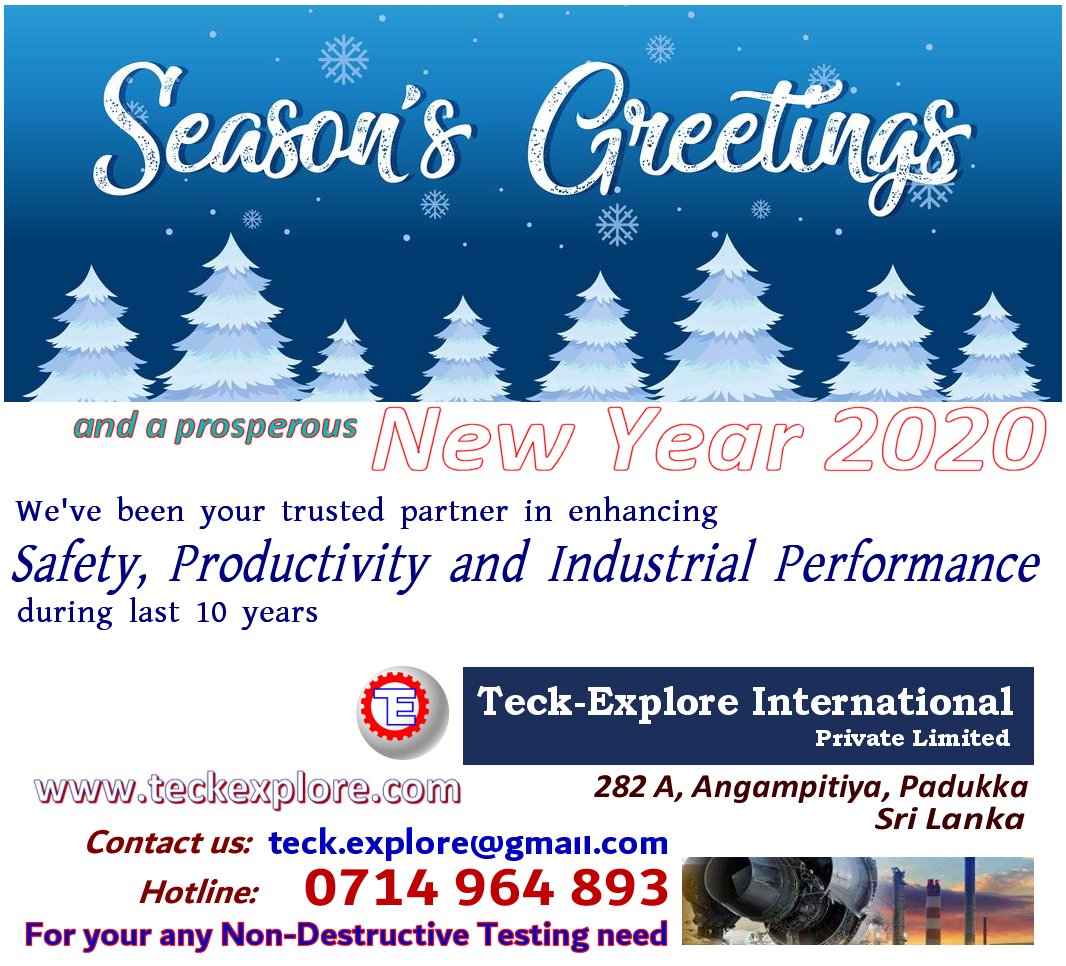 Season's Greetings
and a prosperous New Year 2020
We've been your trusted partner in enhancing
Safety, Productivity and Industrial Performance
during last 10 years
TE
Teck-Explore International
Private Limited
www.teckexplore.com
282 A, Angampitiya, Padukka
Sri Lanka
Contact us: teck.explore@gmail.com
Hotline: 0714 964 893
For your any Non-Destructive Testing need